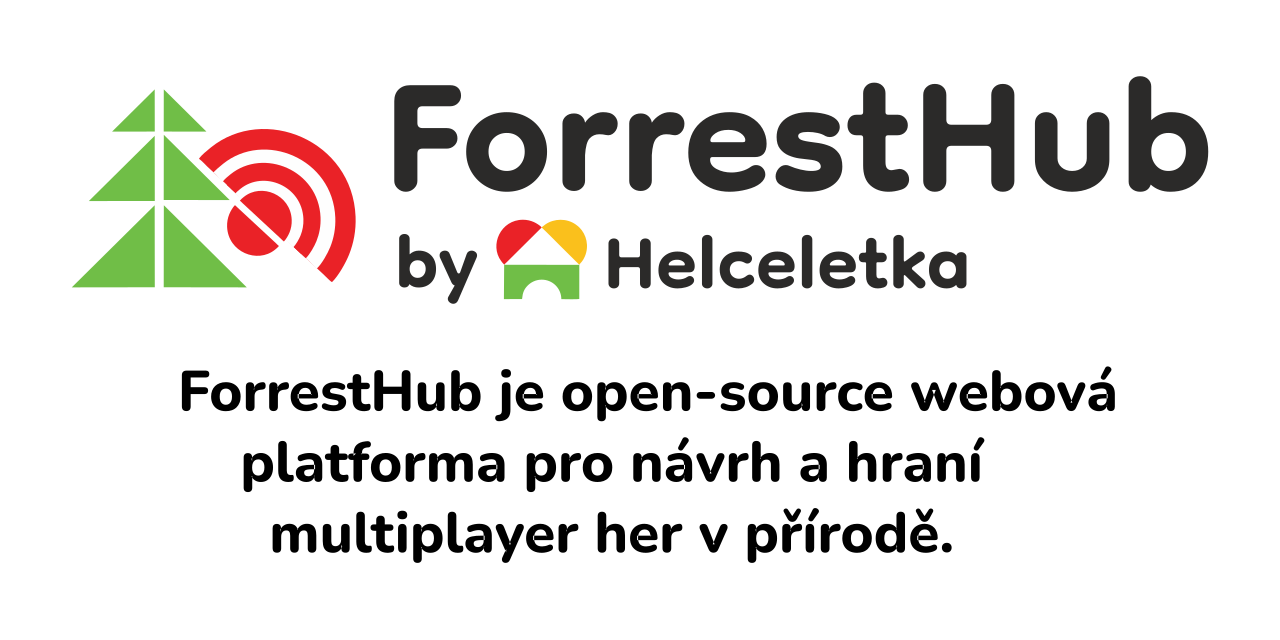 ForrestHub
by Helceletka
ForrestHub je open-source webová
platforma pro návrh a hraní
multiplayer her v přírodě.